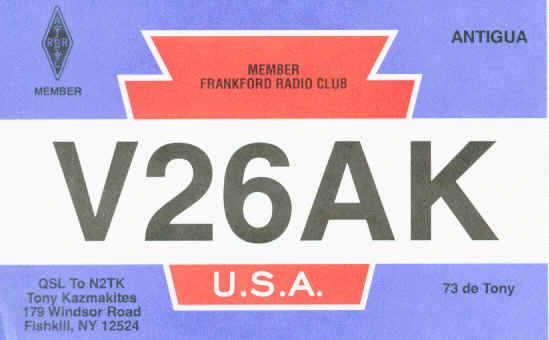 ARRL
MEMBER
MEMBER
FRANKFORD RADIO CLUB
ANTIGUA
V26AK
U.S.A.
QSL To N2TK
Tony Kazmakites
179 Windsor Road
Fishkill, NY 12524
73 de Tony